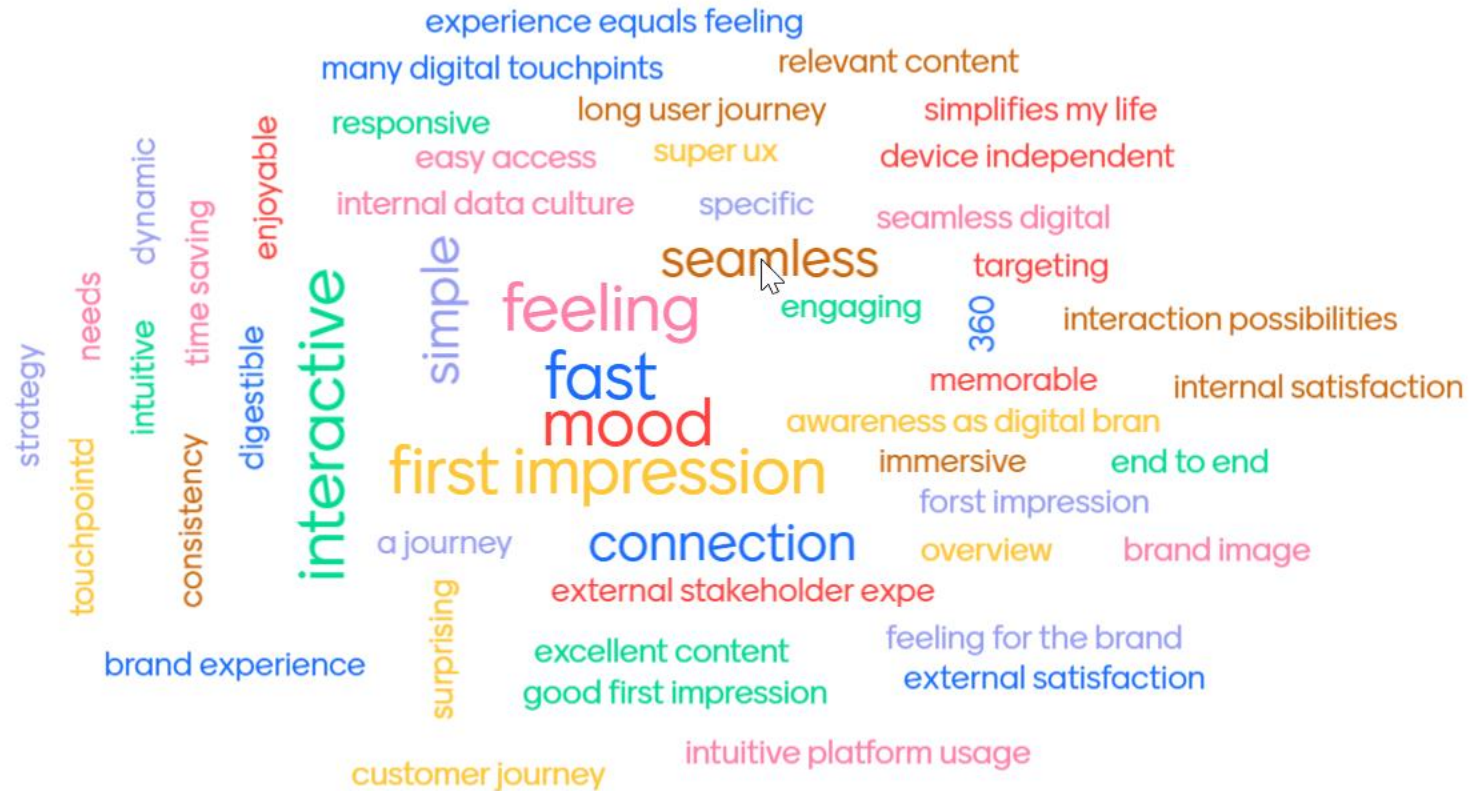 experience equals feeling
many digital touchpints
relevant content
long user journey
simplifies my life
responsive
easy access
super ux
device independent
enjoyable
dynamic
internal data culture
specific
seamless digital
time saving
seamless
targeting
simple
feeling
engaging
360
interaction possibilities
needs
interactive
intuitive
fast
memorable
internal satisfaction
strategy
digestible
mood
awareness as digital bran
first impression
immersive
end to end
touchpointd
consistency
forst impression
a journey
connection
overview
brand image
external stakeholder expe
surprising
excellent content
feeling for the brand
brand experience
external satisfaction
good first impression
intuitive platform usage
customer journey